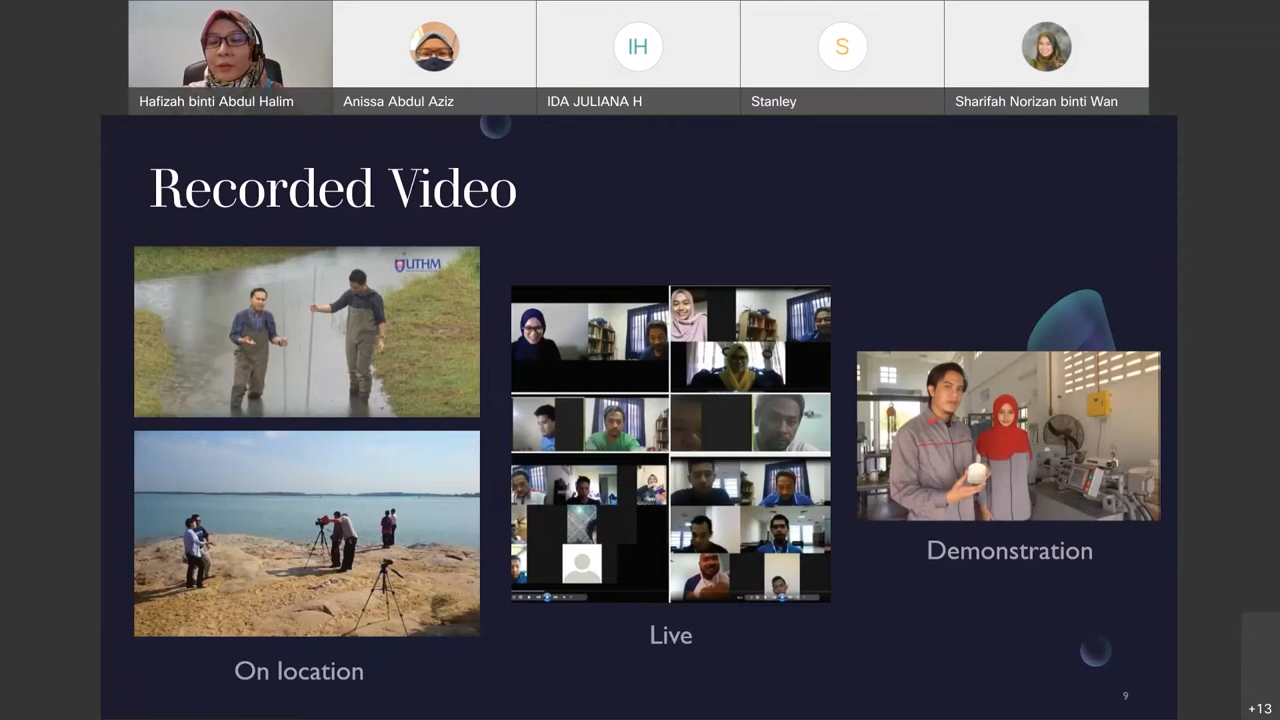 Hafizah binti Abdul Halim
Anissa Abdul Aziz
IH
IDA JULIANA H
S
Stanley
Sharifah Norizan binti Wan
Recorded Video
UTHM
On location
Live
Demonstration
9
+13